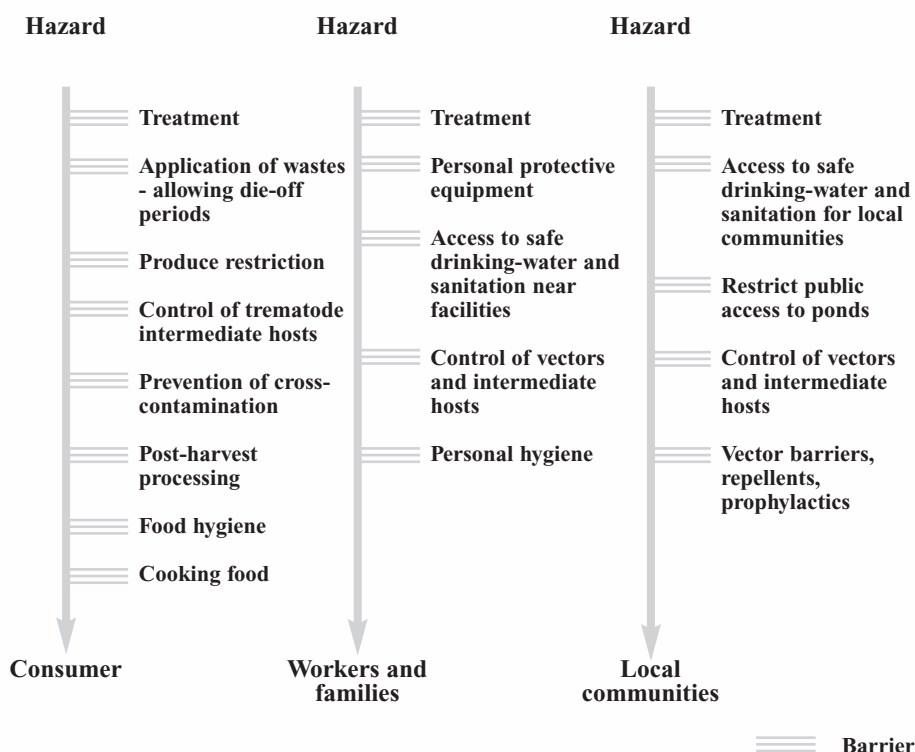 Hazard
Treatment
Application of wastes
- allowing die-off
periods
Produce restriction
Control of trematode
intermediate hosts
Prevention of cross-
contamination
Post-harvest
processing
Food hygiene
Cooking food
Consumer
Hazard
Treatment
Personal protective
equipment
Access to safe
drinking-water and
sanitation near
facilities
Control of vectors
and intermediate
hosts
Personal hygiene
Workers and
families
Hazard
Treatment
Access to safe
drinking-water and
sanitation for local
communities
Restrict public
access to ponds
Control of vectors
and intermediate
hosts
Vector barriers,
repellents,
prophylactics
Local
communities
Barrier